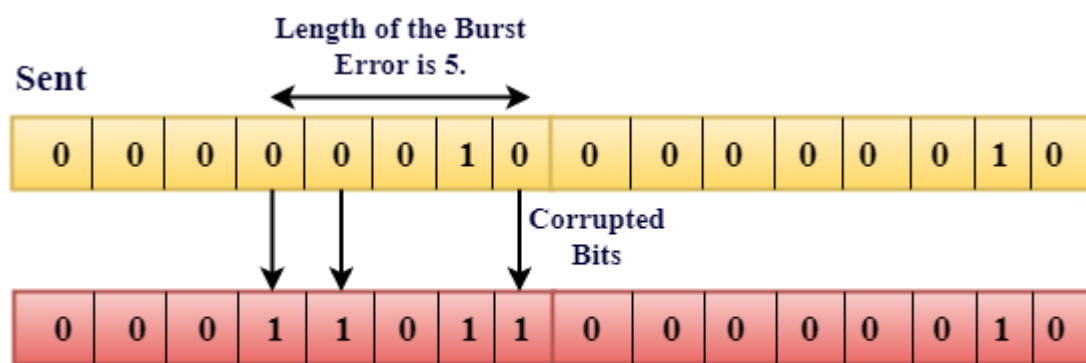 Length of the Burst
Error is 5.
Sent
0 0 0 0 0 0 1 0 0 0 0 0 0 0 1 0
Corrupted
Bits
0 0 0 1 1 0 1 1 0 0 0 0 0 0 1 0